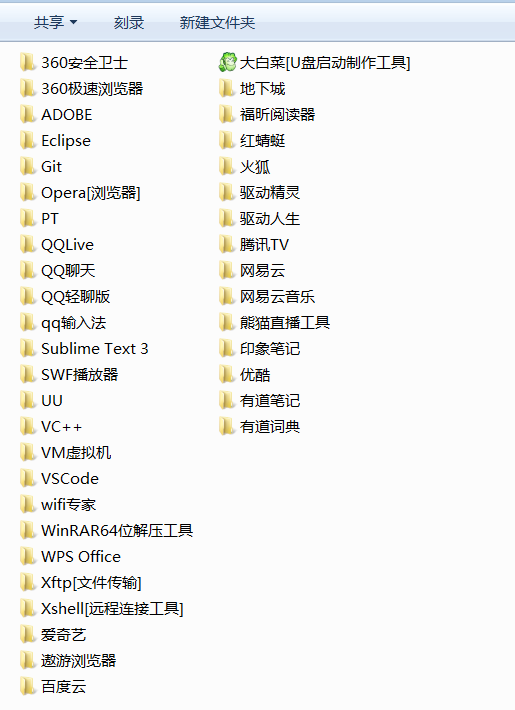 共享 刻录 新建文件夹
360安全卫士
360极速浏览器
ADOBE
Eclipse
Git
Opera[浏览器]
PT
QQLive
QQ聊天
QQ轻聊版
qq输入法
Sublime Text 3
SWF播放器
UU
VC++
VM虚拟机
VSCode
wifi专家
WinRAR64位解压工具
WPS Office
Xftp[文件传输]
Xshell[远程连接工具]
爱奇艺
遨游浏览器
百度云
大白菜[U盘启动制作工具]
地下城
福昕阅读器
红蜻蜓
火狐
驱动精灵
驱动人生
腾讯TV
网易云
网易云音乐
熊猫直播工具
印象笔记
优酷
有道笔记
有道词典